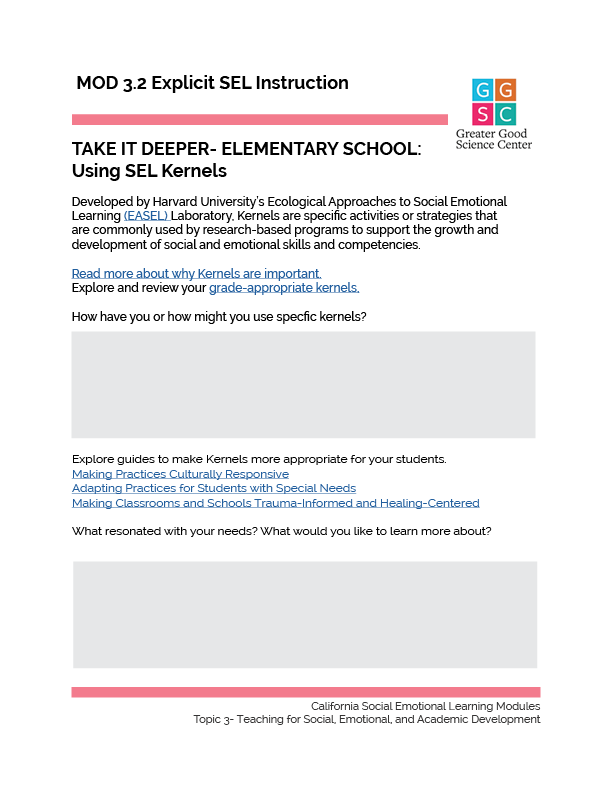 MOD 3.2 Explicit SEL Instruction
G G
S C
Greater Good
Science Center
TAKE IT DEEPER- ELEMENTARY SCHOOL:
Using SEL Kernels
Developed by Harvard University's Ecological Approaches to Social Emotional
Learning (EASEL) Laboratory, Kernels are specific activities or strategies that
are commonly used by research-based programs to support the growth and
development of social and emotional skills and competencies.
Read more about why Kernels are important.
Explore and review your grade-appropriate kernels.
How have you or how might you use specfic kernels?
Explore guides to make Kernels more appropriate for your students.
Making Practices Culturally Responsive
Adapting Practices for Students with Special Needs
Making Classrooms and Schools Trauma-Informed and Healing-Centered
What resonated with your needs? What would you like to learn more about?
California Social Emotional Learning Modules
Topic 3- Teaching for Social, Emotional, and Academic Development